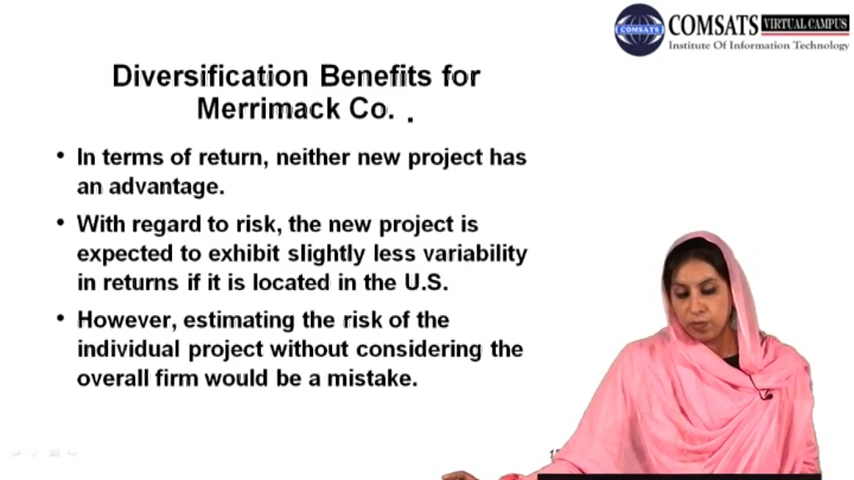 COMSATS VIRTUAL CAMPUS
Institute Of Information Technology
Diversification Benefits for
Merrimack Co. .
• In terms of return, neither new project has
an advantage.
• With regard to risk, the new project is
expected to exhibit slightly less variability
in returns if it is located in the U.S.
• However, estimating the risk of the
individual project without considering the
overall firm would be a mistake.